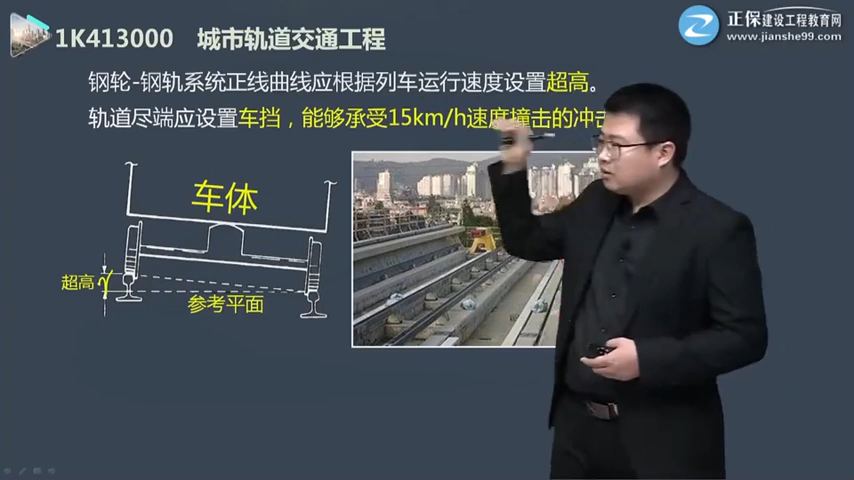 1K413000 城市轨道交通工程
正保建设工程教育网
www.jianshe99.com
钢轮-钢轨系统正线曲线应根据列车运行速度设置超高。
轨道尽端应设置车挡，能够承受15km/h速度撞击的冲击
车体
超高
参考平面